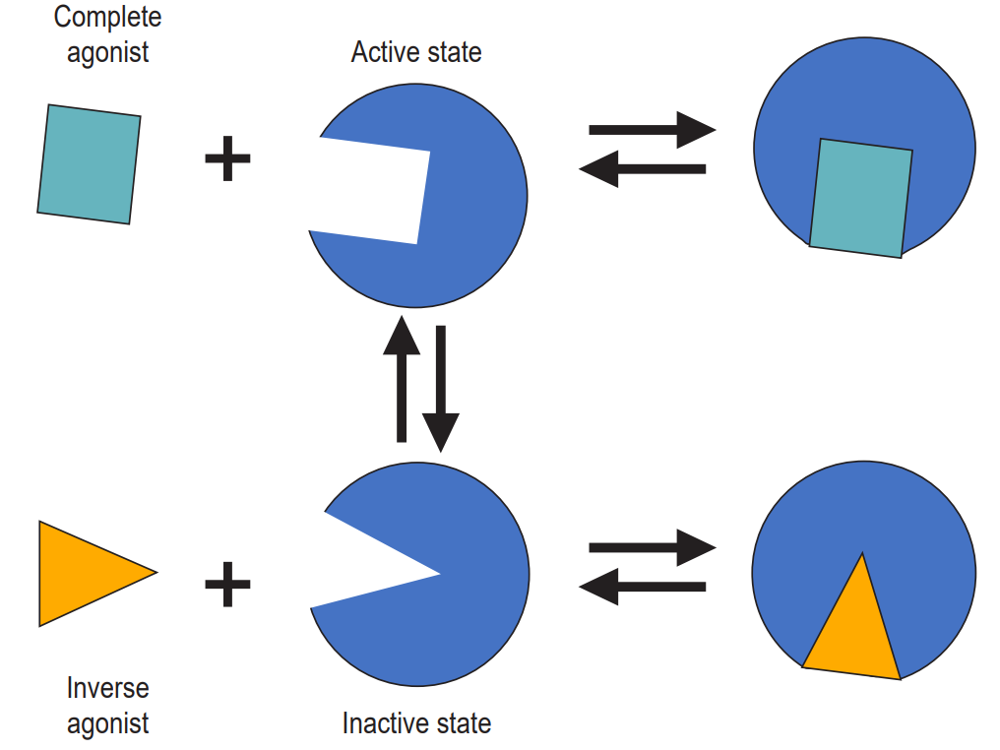 Complete
agonist
Active state
+
+
Inverse
agonist
Inactive state